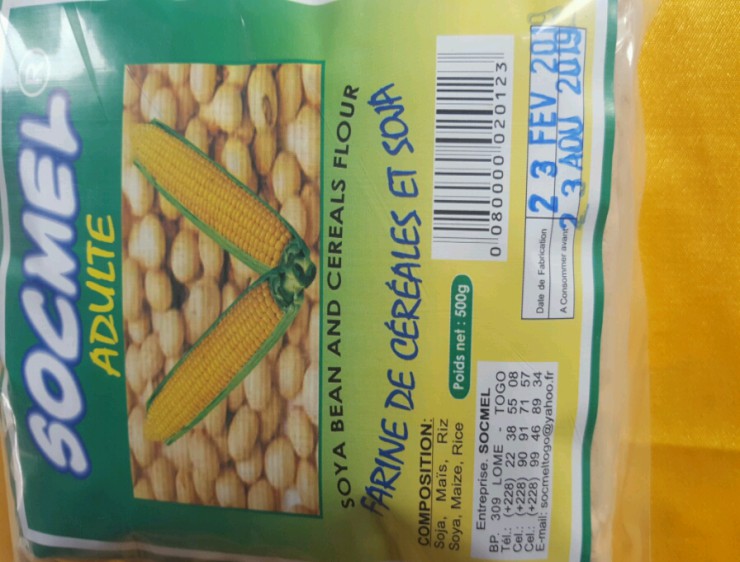 SOCMEL ®
ADULTE
SOYA BEAN AND CEREALS FLOUR
FARINE DE CÉRÉALES ET SOJA
COMPOSITION:
Soja, Maïs, Riz
Soya, Maize, Rice
Poids net : 500g
0 080000 020123
Entreprise. SOCMEL
BP. 309 LOME - TOGO
Tél.: (+228) 22 38 55 08
Cel.: (+228) 90 91 71 57
Cel.: (+228) 99 46 89 34
E-mail: socmeltogo@yahoo.fr
Date de Fabrication 23 FEV 2019
A Consommer avant 23 AOU 2019